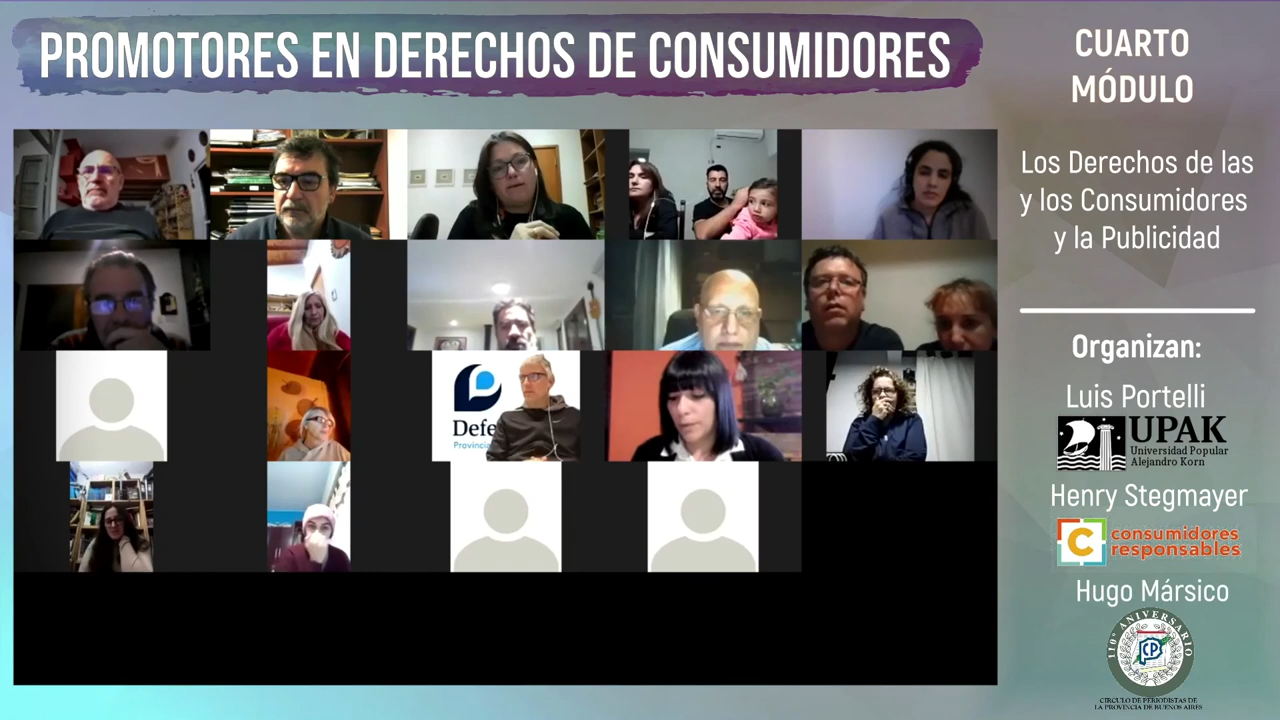 PROMOTORES EN DERECHOS DE CONSUMIDORES
CUARTO
MÓDULO
Los Derechos de las
y los Consumidores
y la Publicidad
Organizan:
Luis Portelli
UPAK
Universidad Popular
Alejandro Korn
Henry Stegmayer
C consumidores
responsables
Hugo Mársico
110° ANIVERSARIO
CP
CÍRCULO DE PERIODISTAS DE
LA PROVINCIA DE BUENOS AIRES
Defe
Provincia